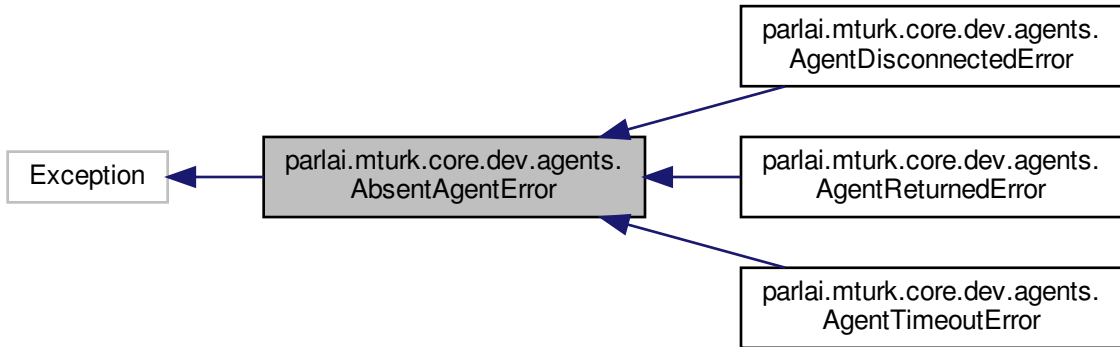 Exception
parlai.mturk.core.dev.agents.
AbsentAgentError
parlai.mturk.core.dev.agents.
AgentDisconnectedError
parlai.mturk.core.dev.agents.
AgentReturnedError
parlai.mturk.core.dev.agents.
AgentTimeoutError